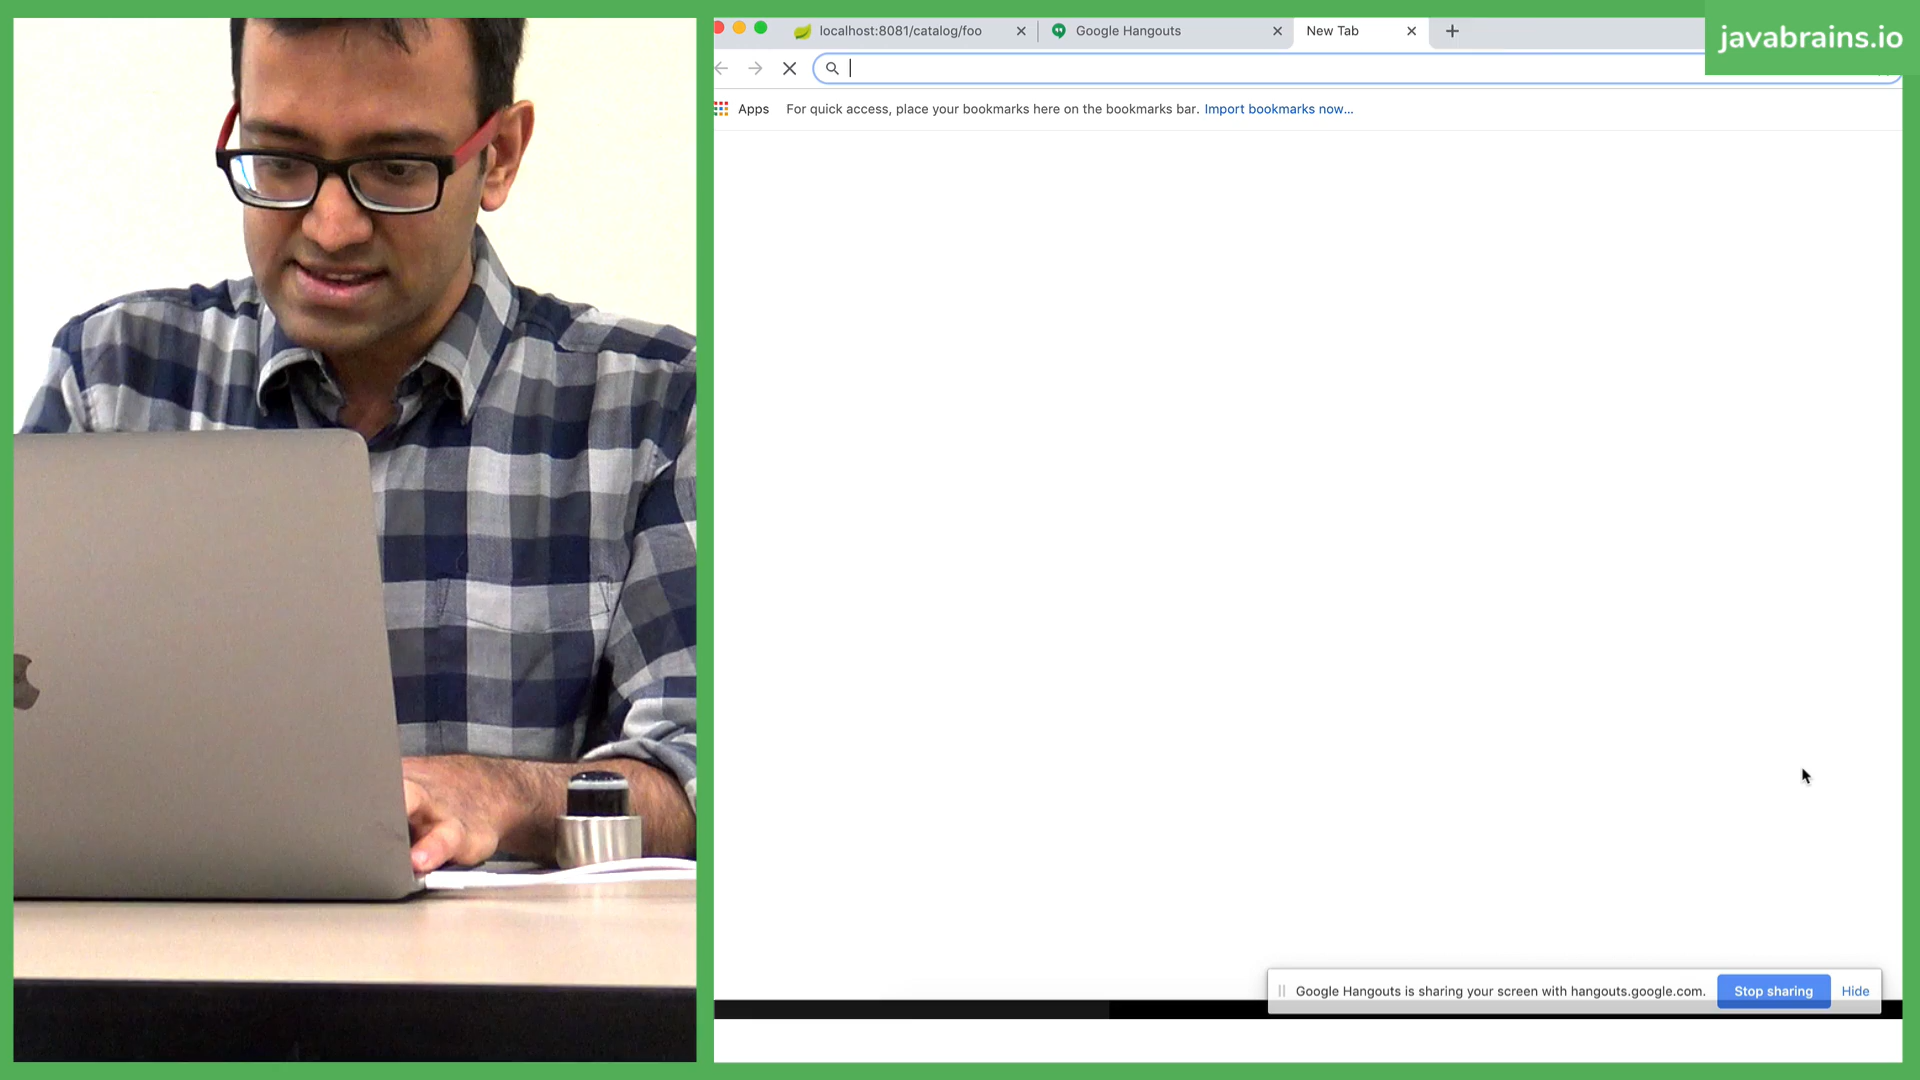 localhost:8081/catalog/foo
Google Hangouts
New Tab
javabrains.io
Apps
For quick access, place your bookmarks here on the bookmarks bar. Import bookmarks now...
Google Hangouts is sharing your screen with hangouts.google.com.
Stop sharing
Hide